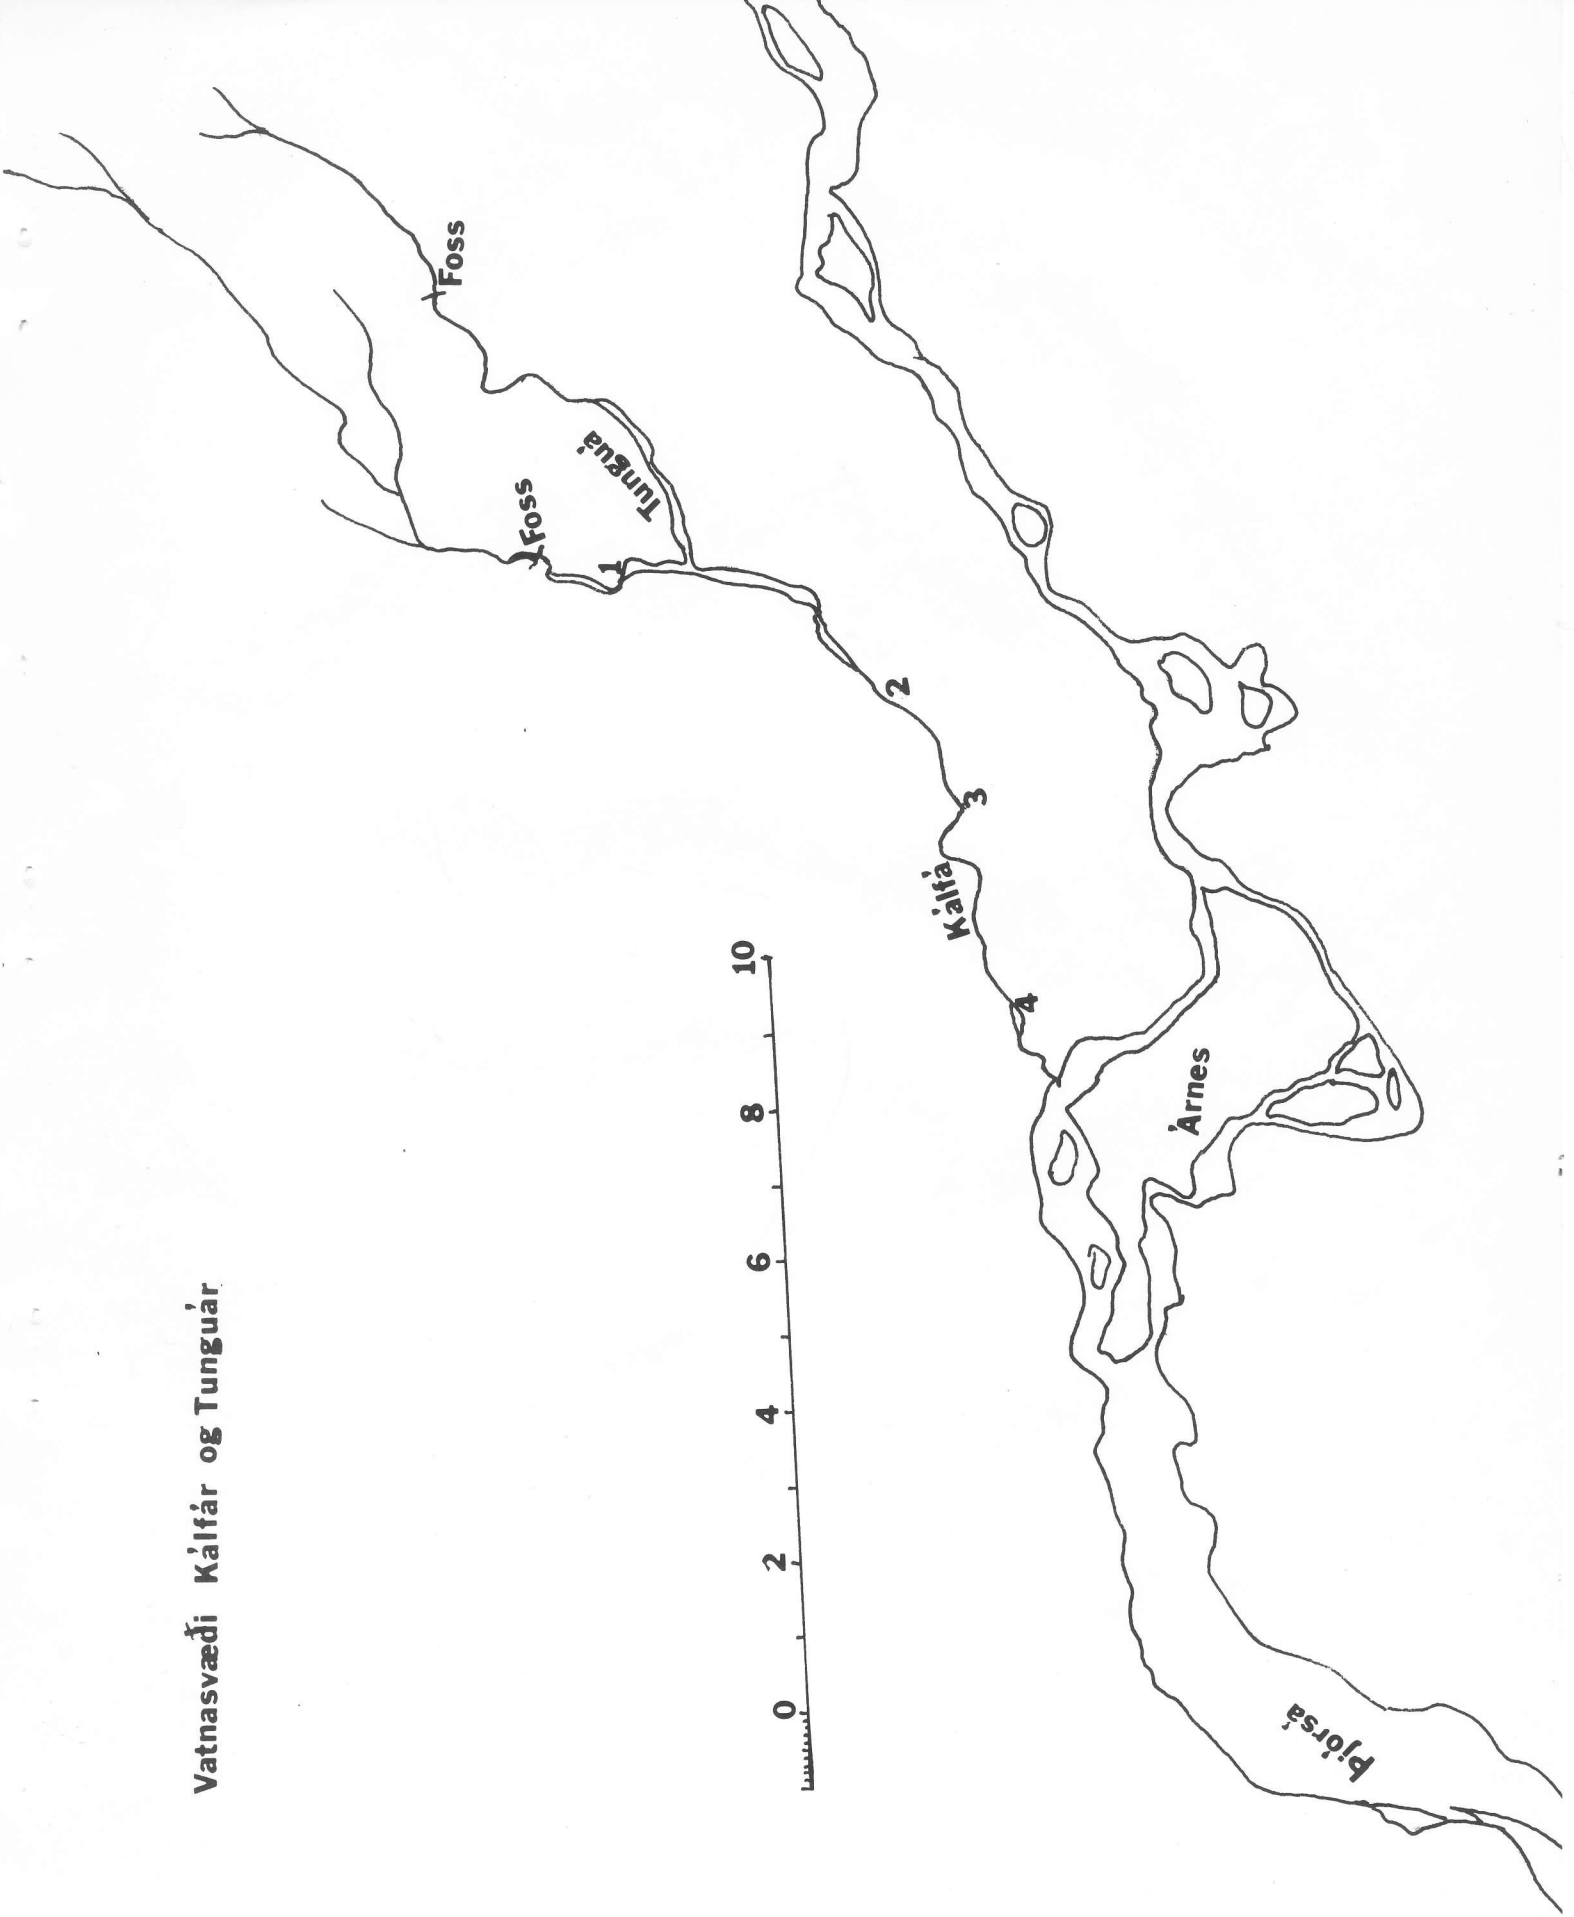 Vatnasvæði Kálfár og Tunguár
Foss
Foss
Tunguá
1
2
3
Kálfá
4
0 2 4 6 8 10
Árnes
Þjórsá